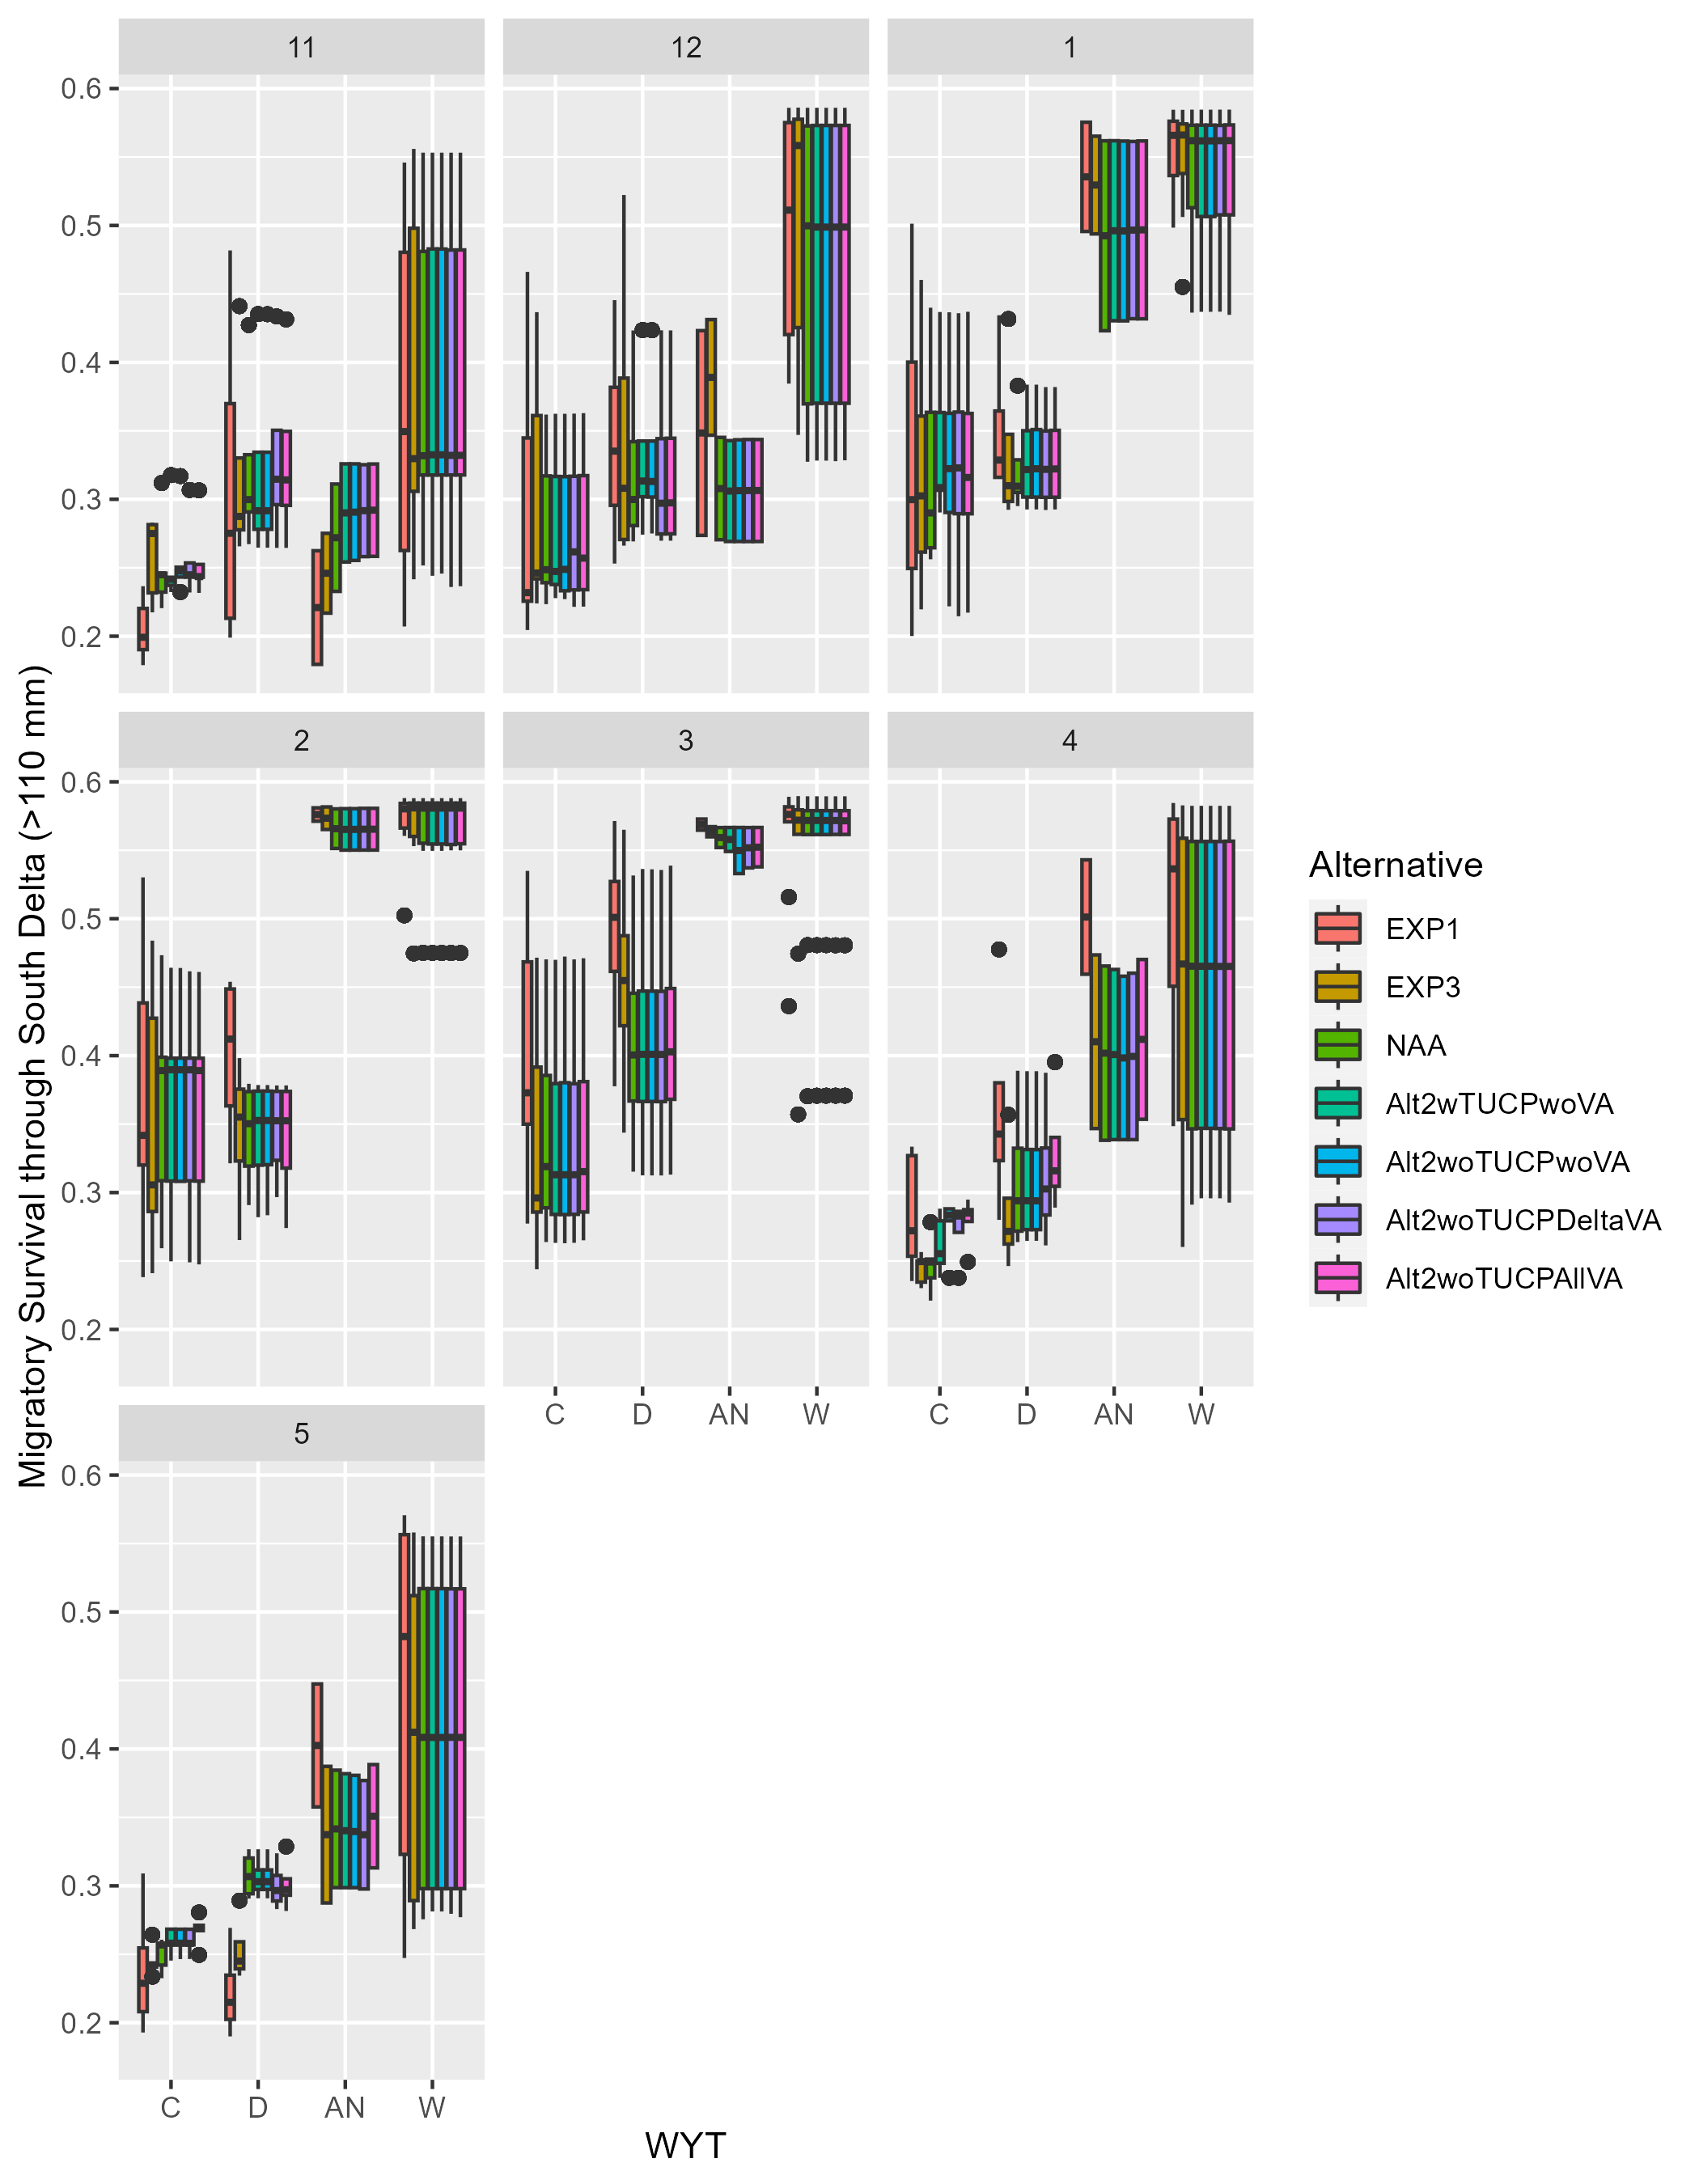 Migratory Survival through South Delta (>110 mm)
11
12
1
0.6
0.5
0.4
0.3
0.2
2
3
4
0.6
0.5
0.4
0.3
0.2
C D AN W
C D AN W
5
0.6
0.5
0.4
0.3
0.2
C D AN W
WYT
Alternative
EXP1
EXP3
NAA
Alt2wTUCPwoVA
Alt2woTUCPwoVA
Alt2woTUCPDeltaVA
Alt2woTUCPAllVA